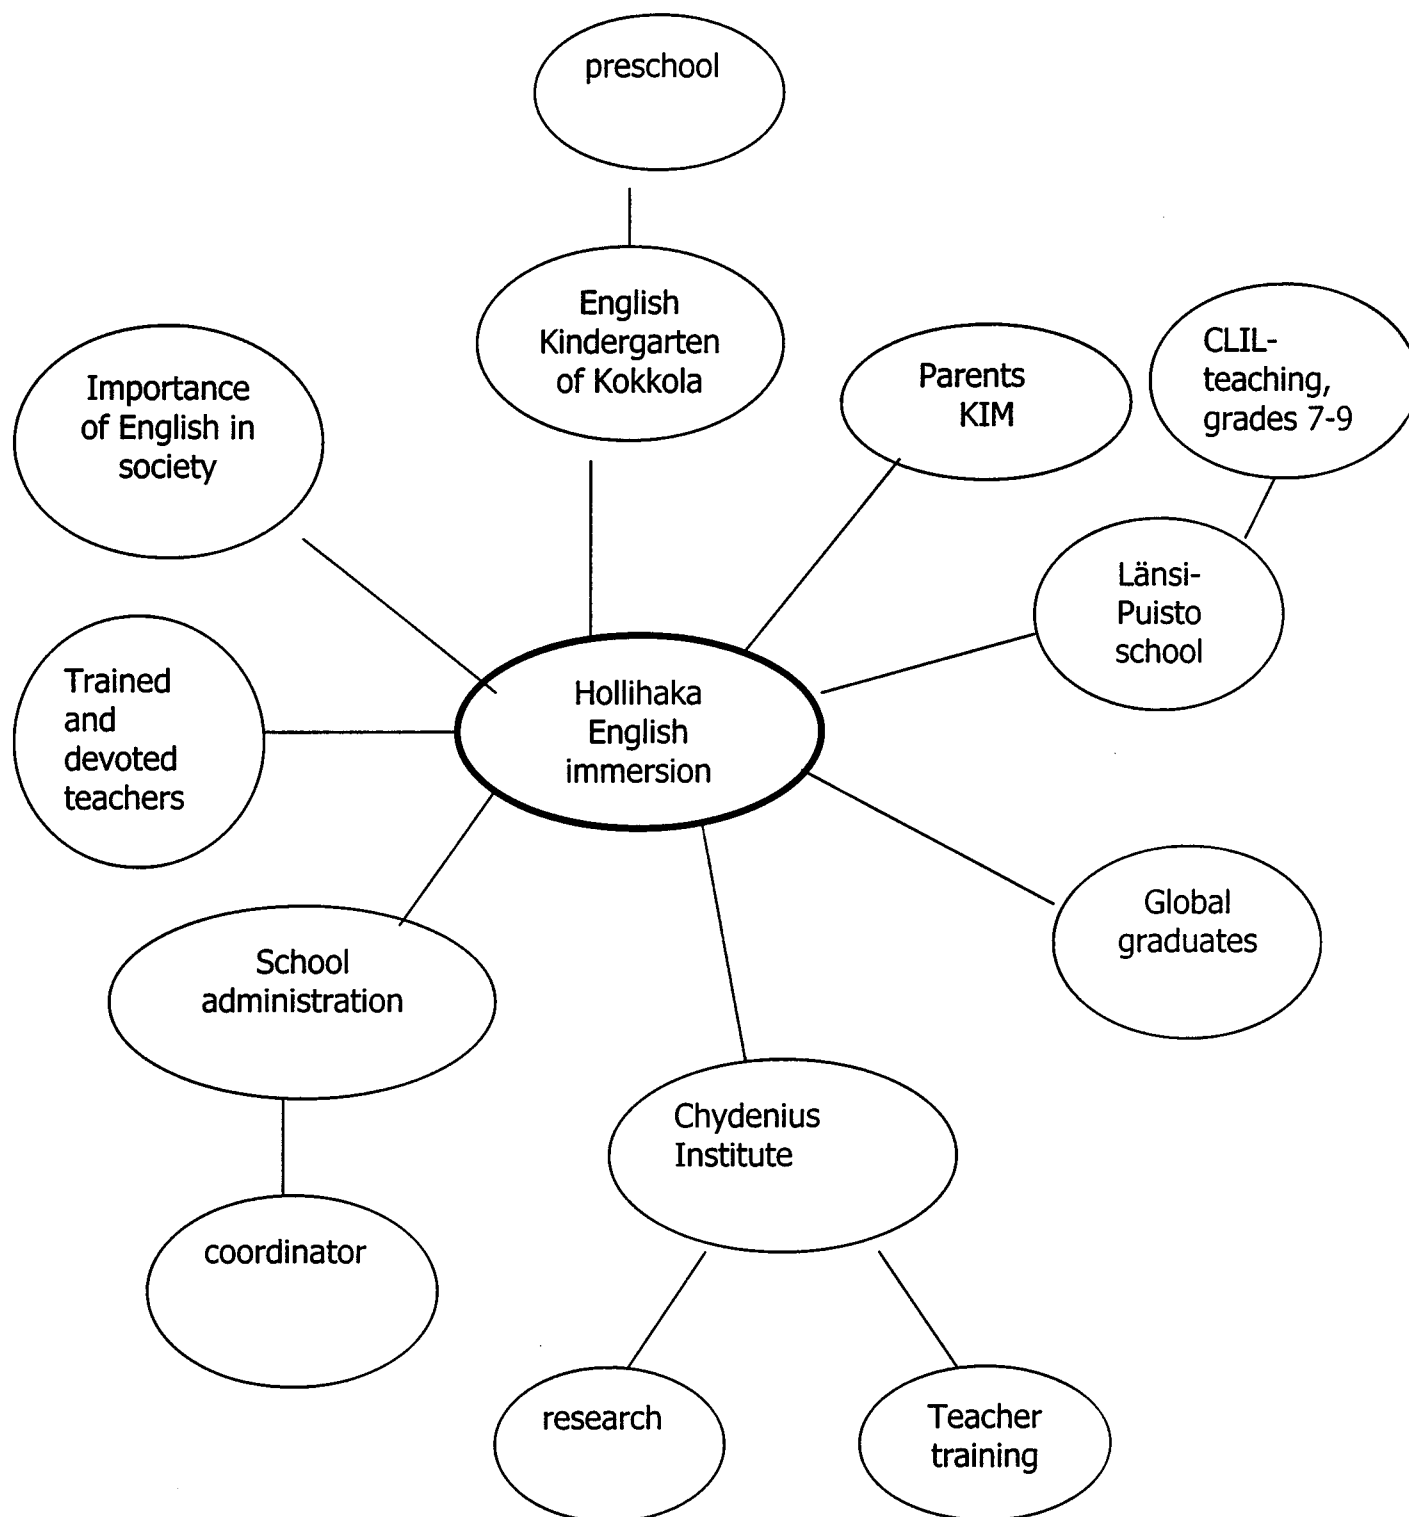 preschool
English
Kindergarten
of Kokkola
Parents
KIM
CLIL-
teaching,
grades 7-9
Importance
of English in
society
Länsi-
Puisto
school
Trained
and
devoted
teachers
Hollihaka
English
immersion
Global
graduates
School
administration
Chydenius
Institute
coordinator
research
Teacher
training